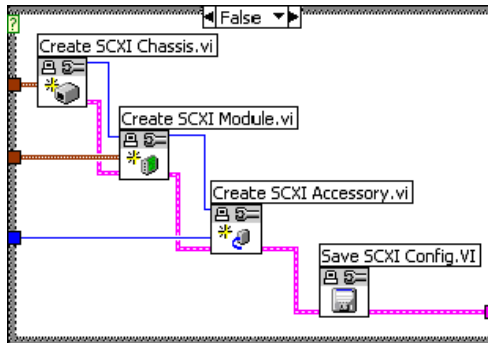 ?
False
Create SCXI Chassis.vi
Create SCXI Module.vi
Create SCXI Accessory.vi
Save SCXI Config.VI